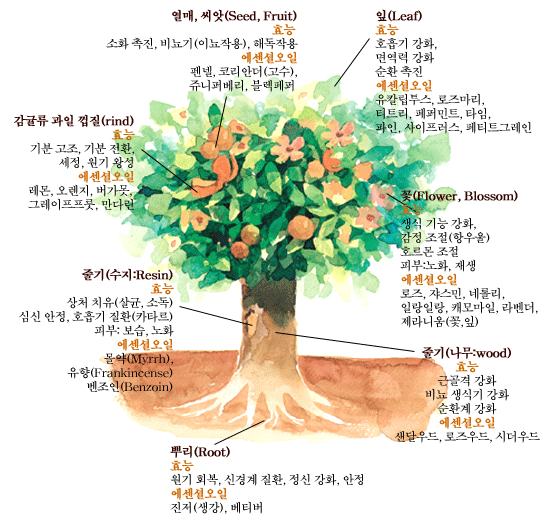 열매, 씨앗(Seed, Fruit)
효능
소화 촉진, 비뇨기(이뇨작용), 해독작용
에센셜오일
펜넬, 코리안더(고수),
쥬니퍼베리, 블랙페퍼
잎(Leaf)
효능
호흡기 강화,
면역력 강화
순환 촉진
에센셜오일
유칼립투스, 로즈마리,
티트리, 페퍼민트, 타임,
파인, 사이프러스, 페티트그레인
감귤류 과일 껍질(rind)
효능
기분 고조, 기분 전환,
세정, 원기 왕성
에센셜오일
레몬, 오렌지, 버가못,
그레이프프룻, 만다린
꽃(Flower, Blossom)
효능
생식 기능 강화,
감정 조절(항우울)
호르몬 조절
피부:노화, 재생
에센셜오일
로즈, 쟈스민, 네롤리,
일랑일랑, 캐모마일, 라벤더,
제라니움(꽃,잎)
줄기(수지:Resin)
효능
상처 치유(살균, 소독)
심신 안정, 호흡기 질환(카타르)
피부: 보습, 노화
에센셜오일
몰약(Myrrh),
유향(Frankincense)
벤조인(Benzoin)
줄기(나무:wood)
효능
근골격 강화
비뇨 생식기 강화
순환계 강화
에센셜오일
샌달우드, 로즈우드, 시더우드
뿌리(Root)
효능
원기 회복, 신경계 질환, 정신 강화, 안정
에센셜오일
진저(생강), 베티버